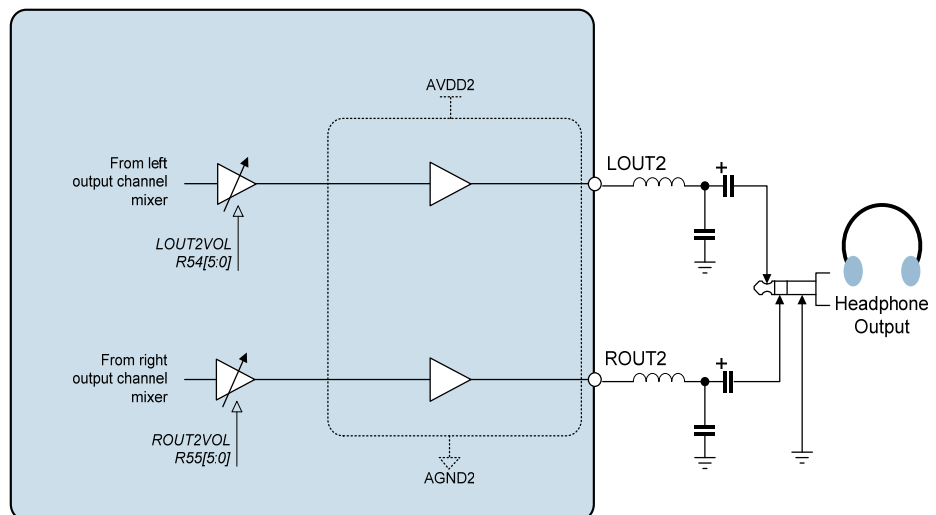 AVDD2
From left
output channel
mixer
LOUT2VOL
R54[5:0]
LOUT2
+
Headphone
Output
From right
output channel
mixer
ROUT2VOL
R55[5:0]
ROUT2
+
AGND2